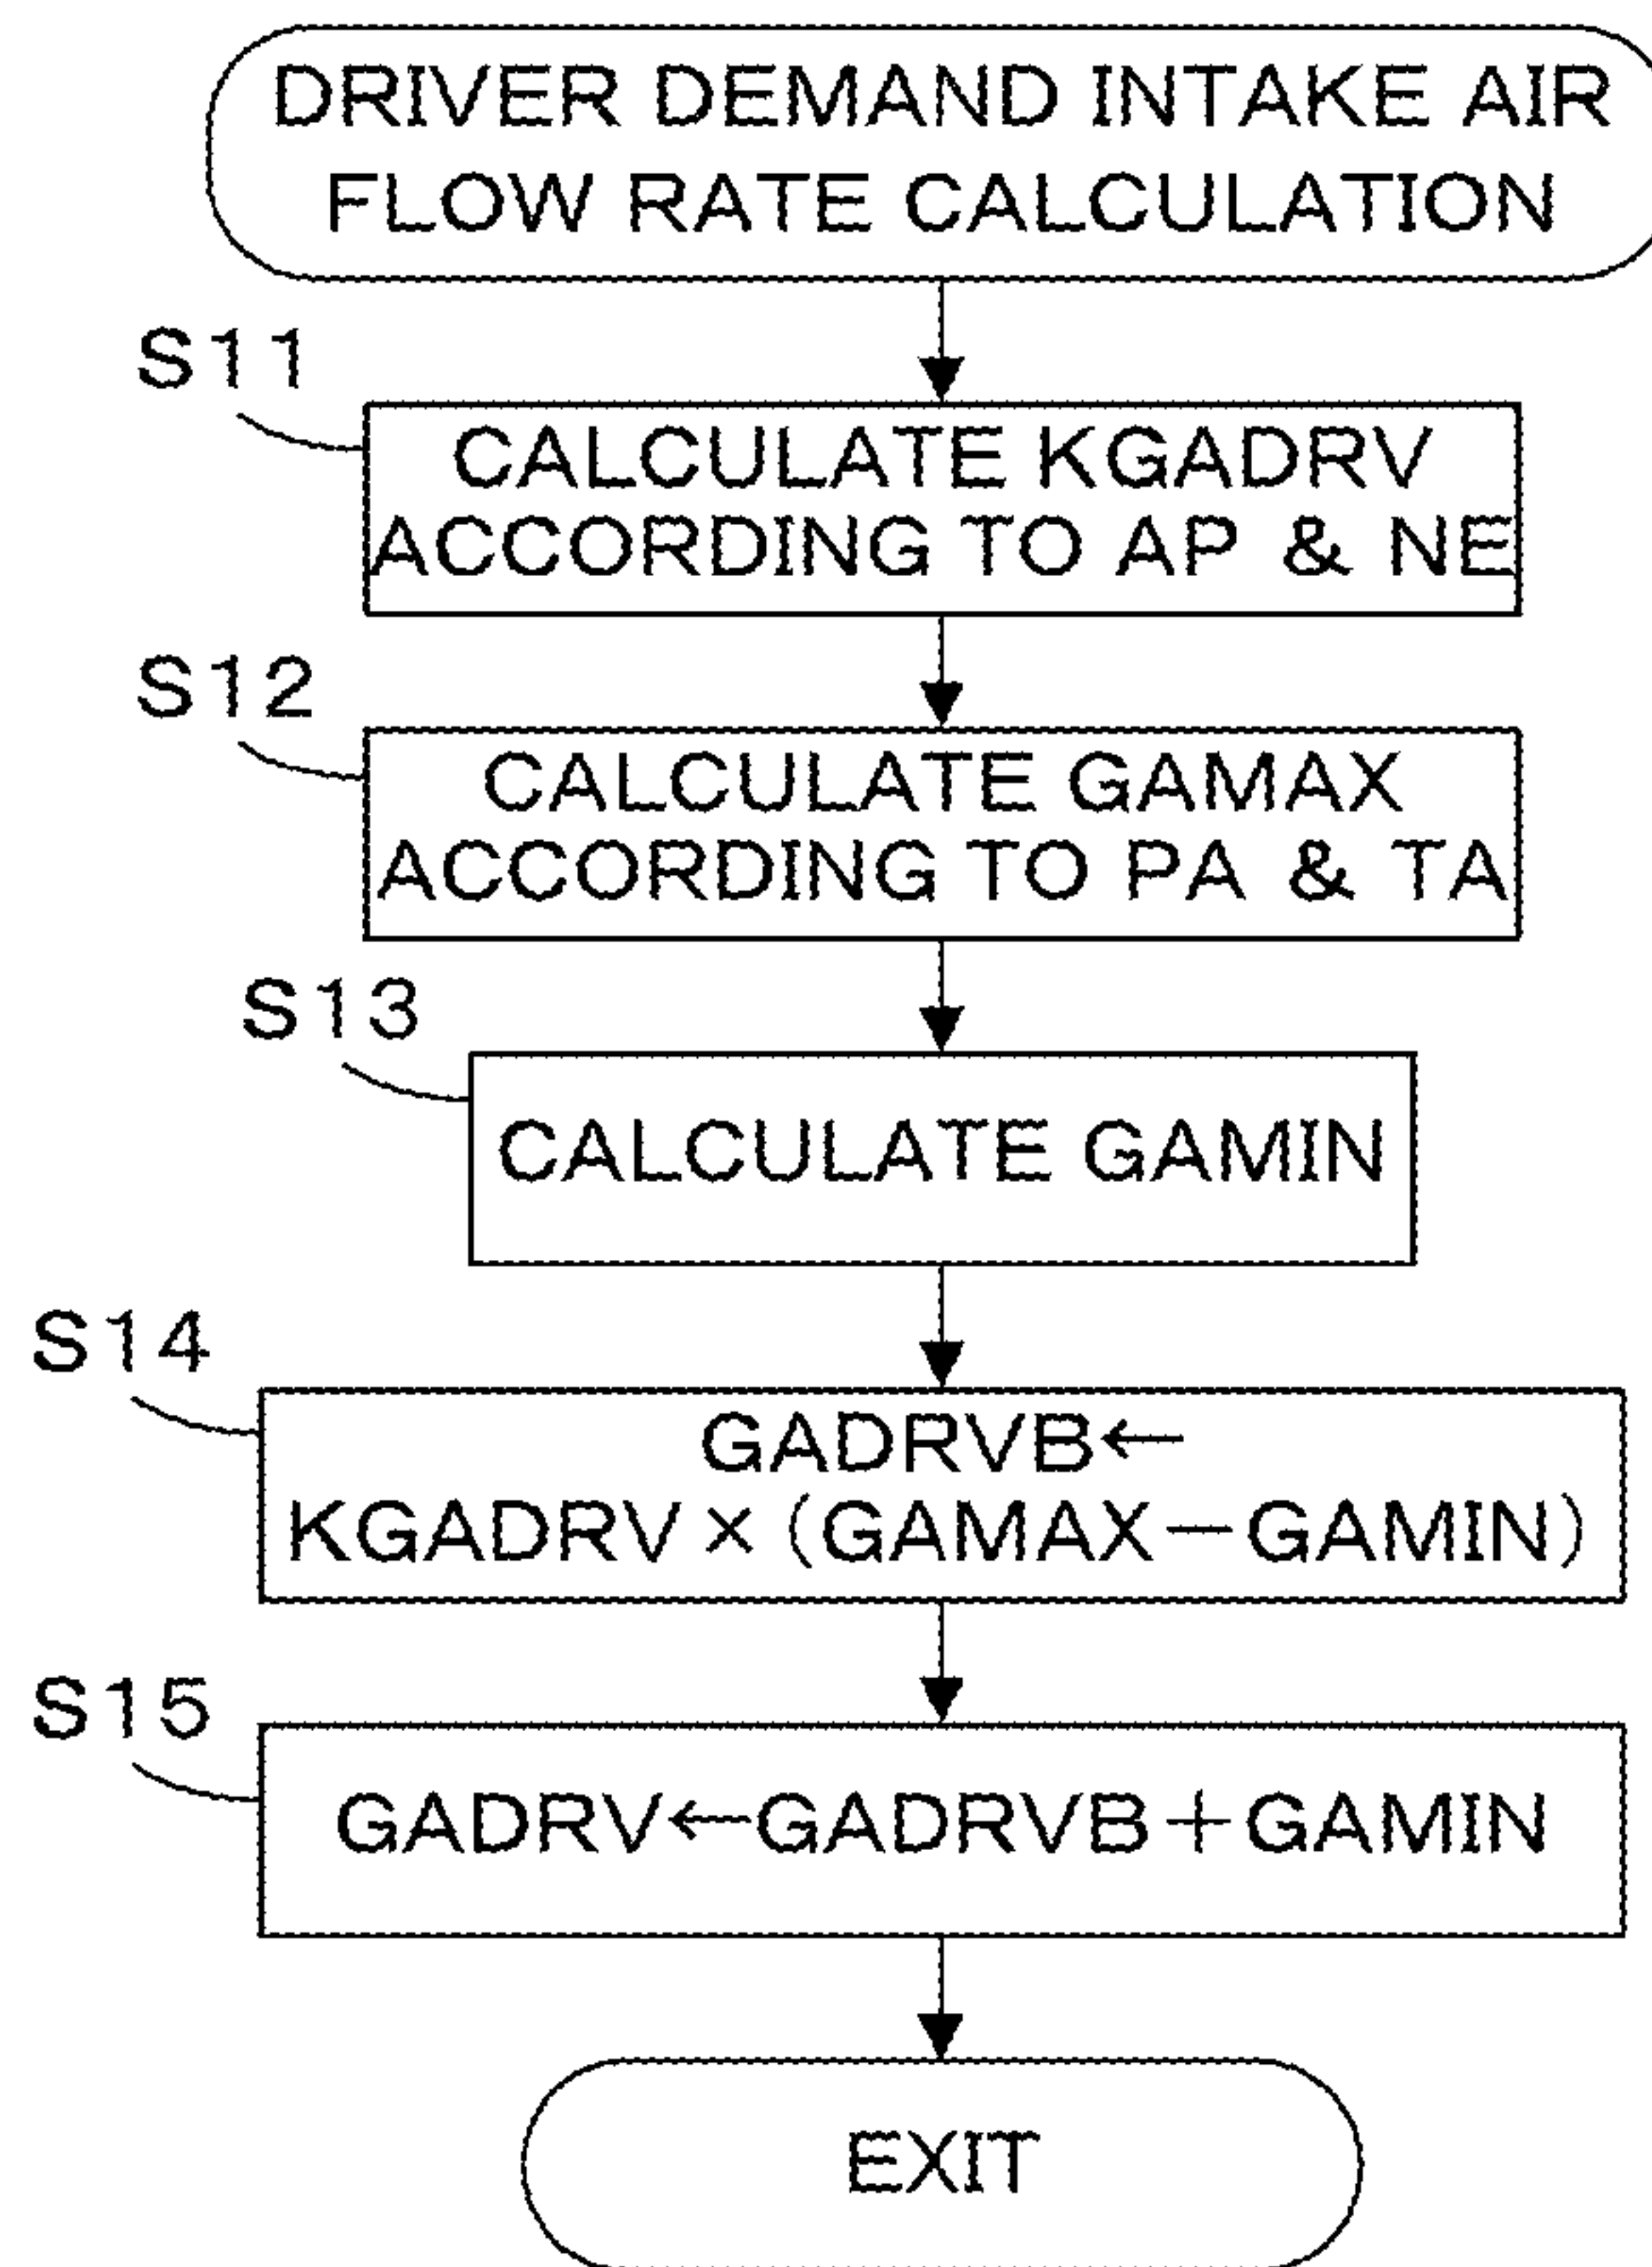 DRIVER DEMAND INTAKE AIR
FLOW RATE CALCULATION
S11
CALCULATE KGADRV
ACCORDING TO AP & NE
S12
CALCULATE GAMAX
ACCORDING TO PA & TA
S13
CALCULATE GAMIN
S14
GADRVB←
KGADRV×(GAMAX−GAMIN)
S15
GADRV←GADRVB+GAMIN
EXIT